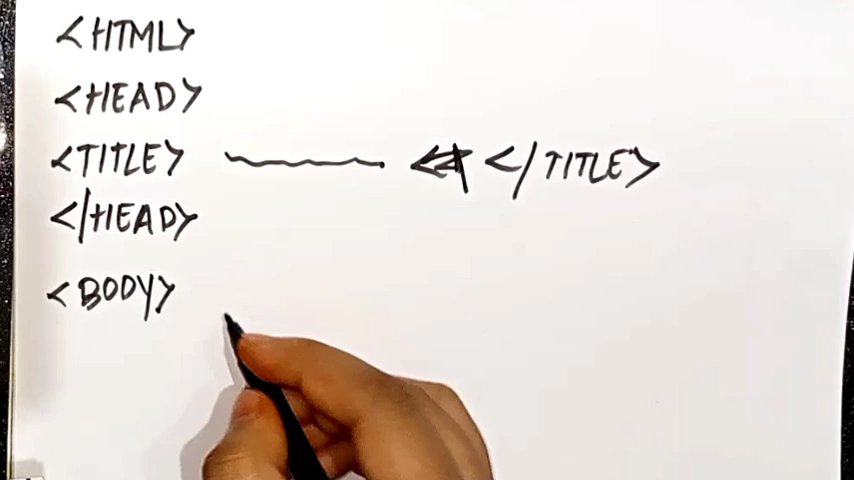 <HTML>
<HEAD>
<TITLE> </TITLE>
</HEAD>
<BODY>